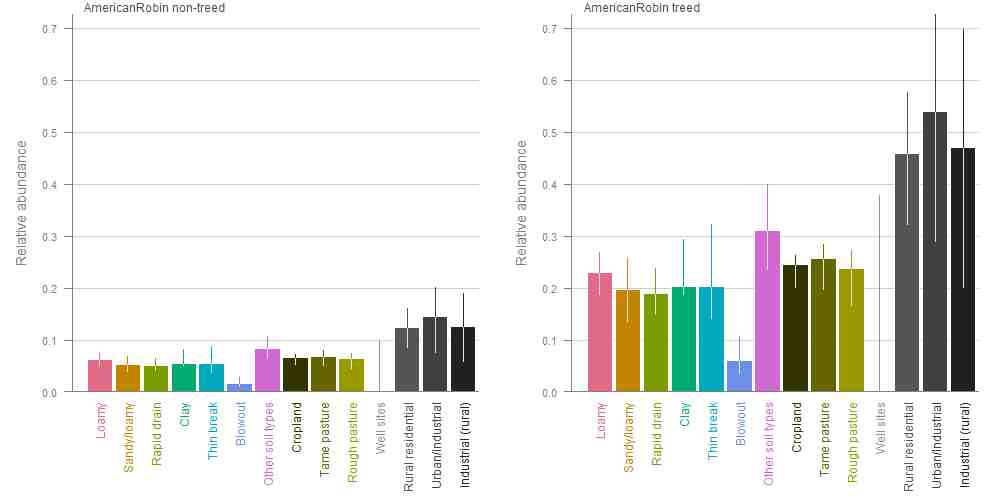 AmericanRobin non-treed
Relative abundance
0.7
0.6
0.5
0.4
0.3
0.2
0.1
0.0
Loamy
Sandy/loamy
Rapid drain
Clay
Thin break
Blowout
Other soil types
Cropland
Tame pasture
Rough pasture
Well sites
Rural residential
Urban/Industrial
Industrial (rural)
AmericanRobin treed
Relative abundance
0.7
0.6
0.5
0.4
0.3
0.2
0.1
0.0
Loamy
Sandy/loamy
Rapid drain
Clay
Thin break
Blowout
Other soil types
Cropland
Tame pasture
Rough pasture
Well sites
Rural residential
Urban/Industrial
Industrial (rural)